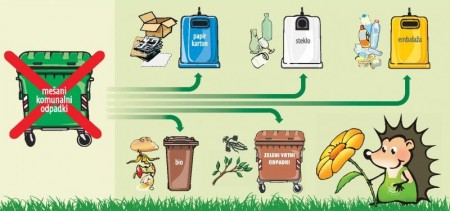 papir
karton
steklo
embalaža
mešani
komunalni
odpadki
bio
ZELENI VRTNI
ODPADKI